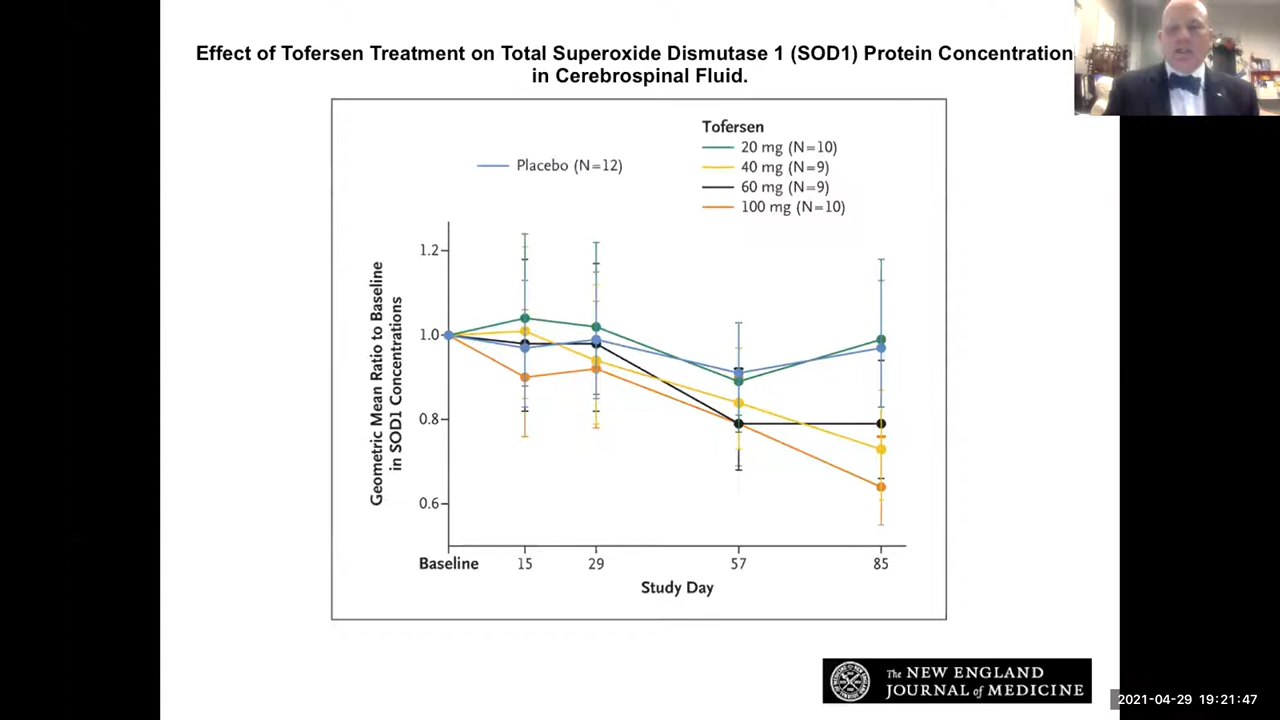 Effect of Tofersen Treatment on Total Superoxide Dismutase 1 (SOD1) Protein Concentration
in Cerebrospinal Fluid.
Tofersen
20 mg (N=10)
Placebo (N=12)
40 mg (N=9)
60 mg (N=9)
100 mg (N=10)
1.2
1.0
0.8
0.6
Geometric Mean Ratio to Baseline
in SOD1 Concentrations
Baseline 15 29 57 85
Study Day
The NEW ENGLAND
JOURNAL of MEDICINE
2021-04-29 19:21:47